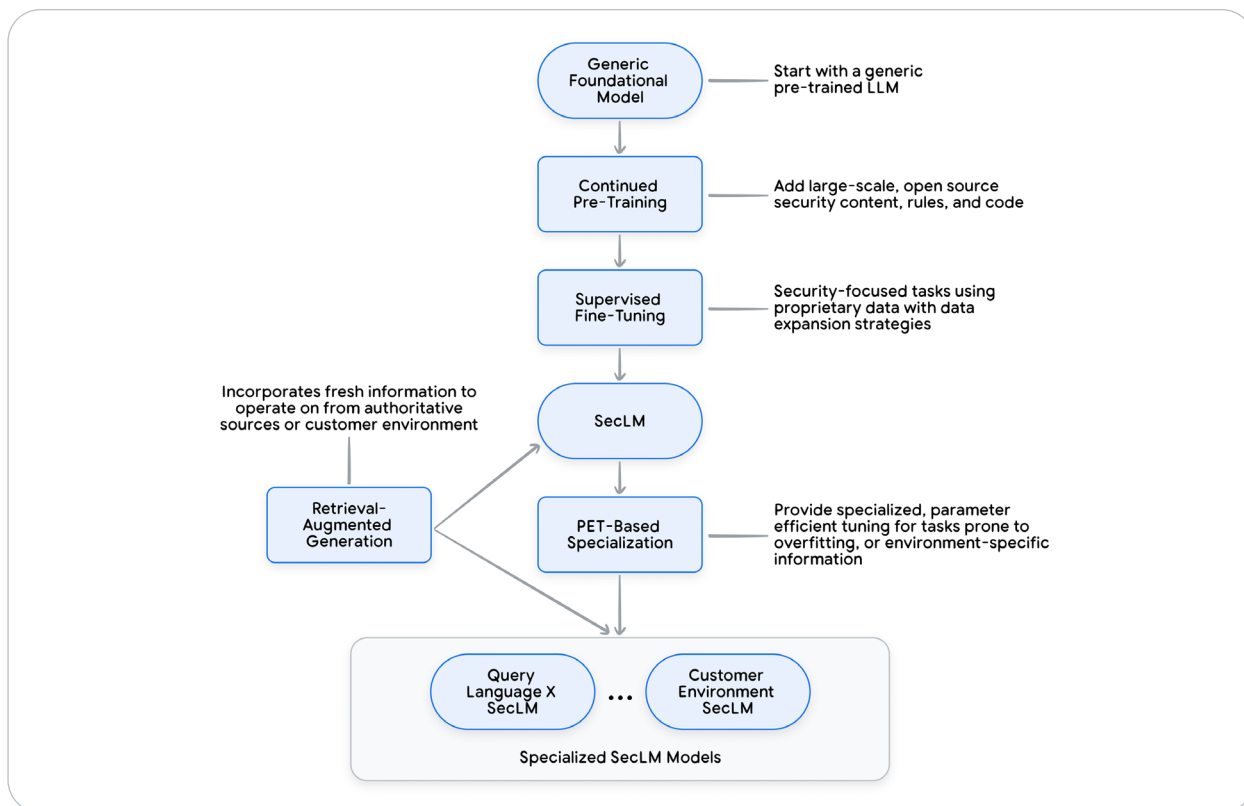 Generic
Foundational
Model
Start with a generic
pre-trained LLM
Continued
Pre-Training
Add large-scale, open source
security content, rules, and code
Supervised
Fine-Tuning
Security-focused tasks using
proprietary data with data
expansion strategies
Incorporates fresh information to
operate on from authoritative
sources or customer environment
SecLM
Retrieval-
Augmented
Generation
PET-Based
Specialization
Provide specialized, parameter
efficient tuning for tasks prone to
overfitting, or environment-specific
information
Query
Language X
SecLM
...
Customer
Environment
SecLM
Specialized SecLM Models